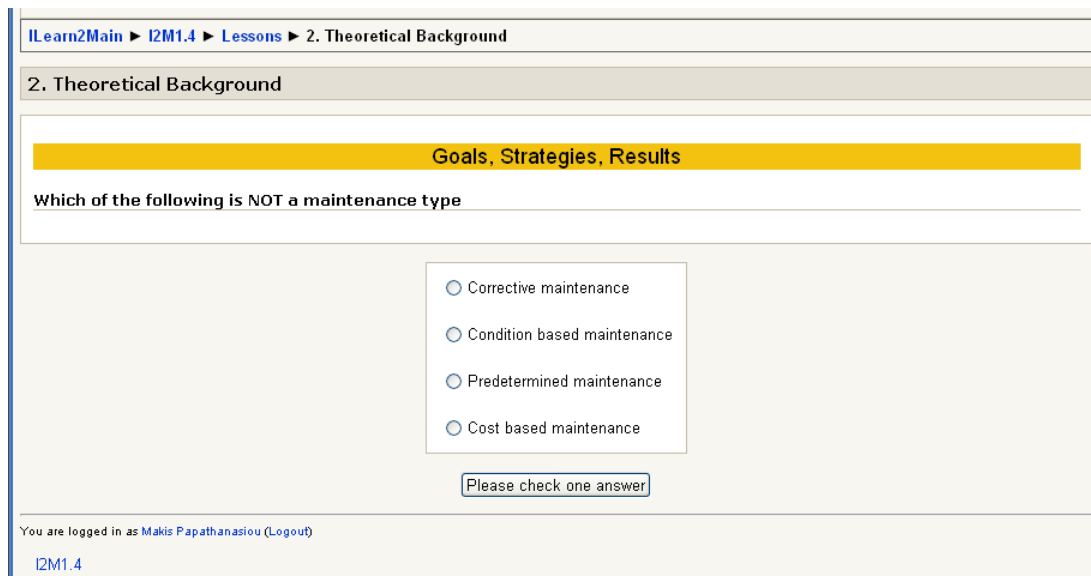 ILearn2Main ► I2M1.4 ► Lessons ► 2. Theoretical Background
2. Theoretical Background
Goals, Strategies, Results
Which of the following is NOT a maintenance type
Corrective maintenance
Condition based maintenance
Predetermined maintenance
Cost based maintenance
Please check one answer
You are logged in as Makis Papathanasiou (Logout)
I2M1.4